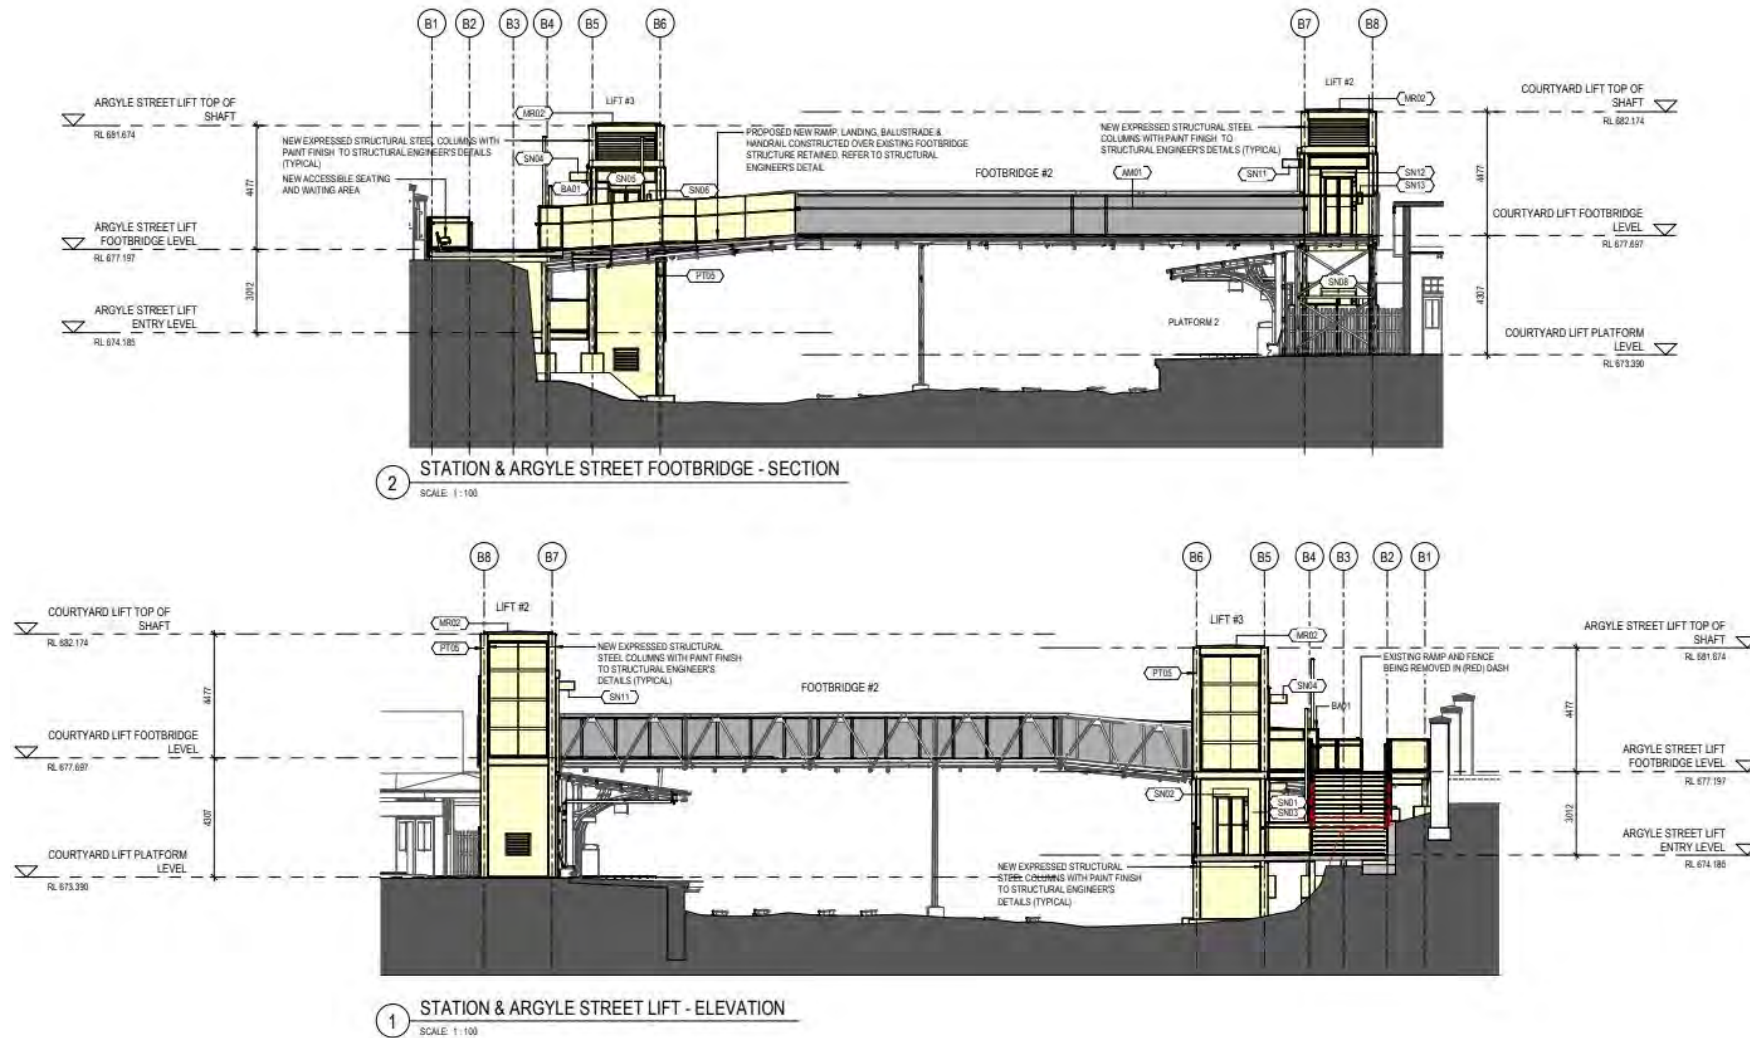 B1 B2 B3 B4 B5 B6 B7 B8
LIFT #3
LIFT #2
MR02
MR02
ARGYLE STREET LIFT TOP OF
SHAFT
RL 681.674
COURTYARD LIFT TOP OF
SHAFT
RL 682.174
NEW EXPRESSED STRUCTURAL STEEL COLUMNS WITH
PAINT FINISH TO STRUCTURAL ENGINEER'S DETAILS
(TYPICAL)
NEW ACCESSIBLE SEATING
AND WAITING AREA
SN04
BA01
SN05
SN06
PROPOSED NEW RAMP, LANDING, BALUSTRADE &
HANDRAIL CONSTRUCTED OVER EXISTING FOOTBRIDGE
STRUCTURE RETAINED. REFER TO STRUCTURAL
ENGINEER'S DETAIL
FOOTBRIDGE #2
NEW EXPRESSED STRUCTURAL STEEL
COLUMNS WITH PAINT FINISH TO
STRUCTURAL ENGINEER'S DETAILS (TYPICAL)
AM01
SN11
SN12
SN13
4477
4477
ARGYLE STREET LIFT
FOOTBRIDGE LEVEL
RL 677.197
COURTYARD LIFT FOOTBRIDGE
LEVEL
RL 677.697
PT05
SN08
3012
4307
ARGYLE STREET LIFT
ENTRY LEVEL
RL 674.185
PLATFORM 2
COURTYARD LIFT PLATFORM
LEVEL
RL 673.390
2
STATION & ARGYLE STREET FOOTBRIDGE - SECTION
SCALE: 1 : 100
B8 B7 B6 B5 B4 B3 B2 B1
LIFT #2
LIFT #3
COURTYARD LIFT TOP OF
SHAFT
RL 682.174
MR02
MR02
ARGYLE STREET LIFT TOP OF
SHAFT
RL 681.674
PT05
NEW EXPRESSED STRUCTURAL
STEEL COLUMNS WITH PAINT FINISH
TO STRUCTURAL ENGINEER'S
DETAILS (TYPICAL)
SN11
FOOTBRIDGE #2
PT05
SN04
BA01
EXISTING RAMP AND FENCE
BEING REMOVED IN (RED) DASH
4477
4477
COURTYARD LIFT FOOTBRIDGE
LEVEL
RL 677.697
ARGYLE STREET LIFT
FOOTBRIDGE LEVEL
RL 677.197
SN02
SN01
SN03
4307
3012
COURTYARD LIFT PLATFORM
LEVEL
RL 673.390
ARGYLE STREET LIFT
ENTRY LEVEL
RL 674.185
NEW EXPRESSED STRUCTURAL
STEEL COLUMNS WITH PAINT FINISH
TO STRUCTURAL ENGINEER'S
DETAILS (TYPICAL)
1
STATION & ARGYLE STREET LIFT - ELEVATION
SCALE: 1 : 100